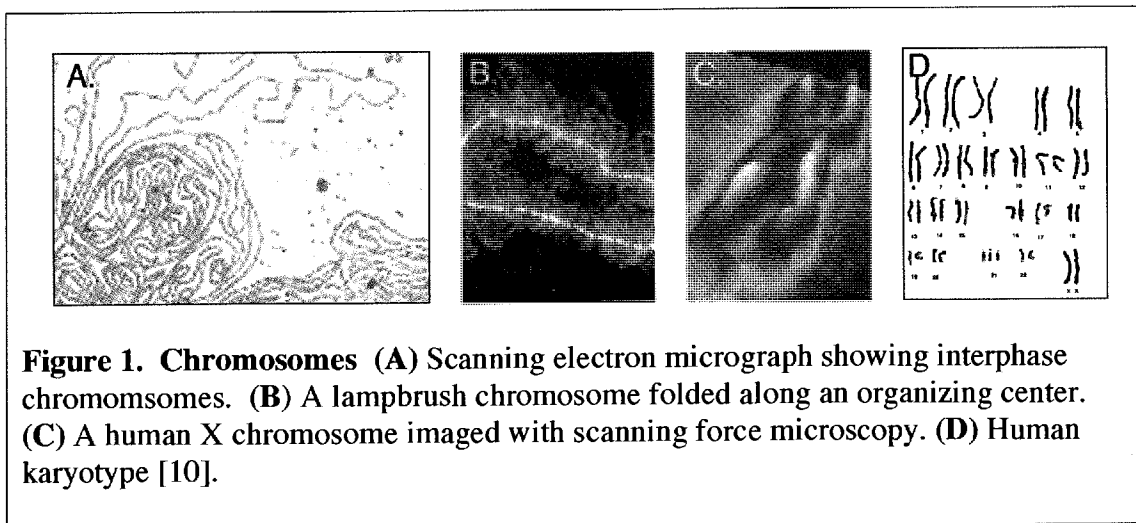 A.
B.
C.
D
Figure 1. Chromosomes (A) Scanning electron micrograph showing interphase
chromomsomes. (B) A lampbrush chromosome folded along an organizing center.
(C) A human X chromosome imaged with scanning force microscopy. (D) Human
karyotype [10].